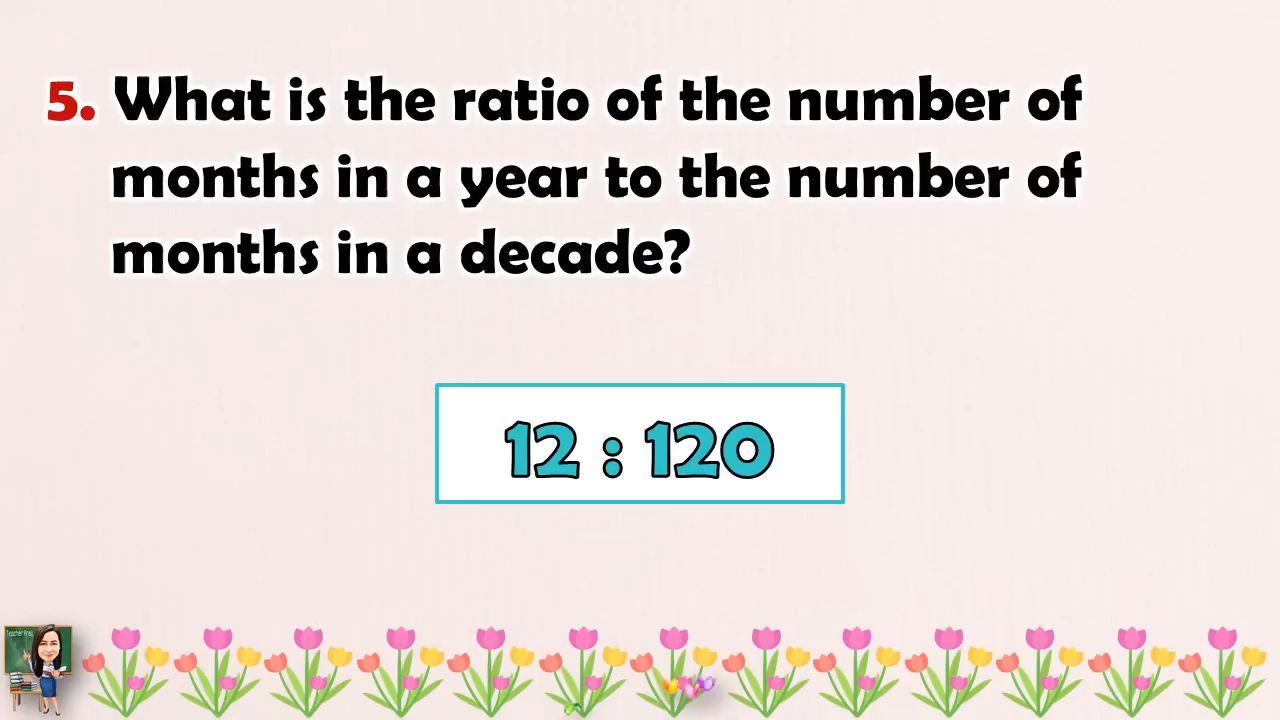 5. What is the ratio of the number of
months in a year to the number of
months in a decade?
12 : 120